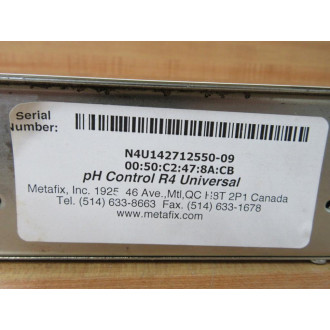 Serial
Number:
N4U142712550-09
00:50:C2:47:8A:CB
pH Control R4 Universal
Metafix, Inc. 1925 46 Ave.,Mtl,QC H8T 2P1 Canada
Tel. (514) 633-8663 Fax. (514) 633-1678
www.metafix.com